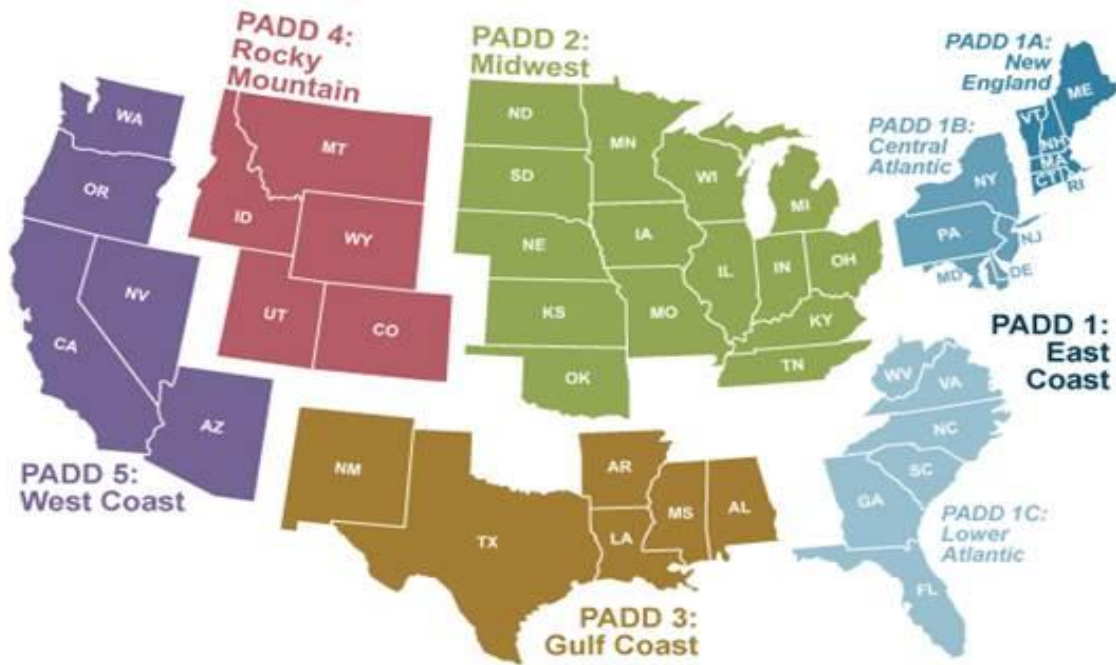 PADD 4:
Rocky
Mountain
PADD 2:
Midwest
PADD 1A:
New
England
PADD 1B:
Central
Atlantic
WA
OR
CA
NV
AZ
PADD 5:
West Coast
MT
ID
WY
UT
CO
ND
SD
NE
KS
OK
MN
IA
MO
WI
IL
MI
IN
OH
KY
TN
ME
VT
NH
MA
CT
RI
NY
PA
NJ
MD
DE
PADD 1:
East
Coast
WV
VA
NC
SC
GA
FL
PADD 1C:
Lower
Atlantic
NM
TX
AR
LA
MS
AL
PADD 3:
Gulf Coast